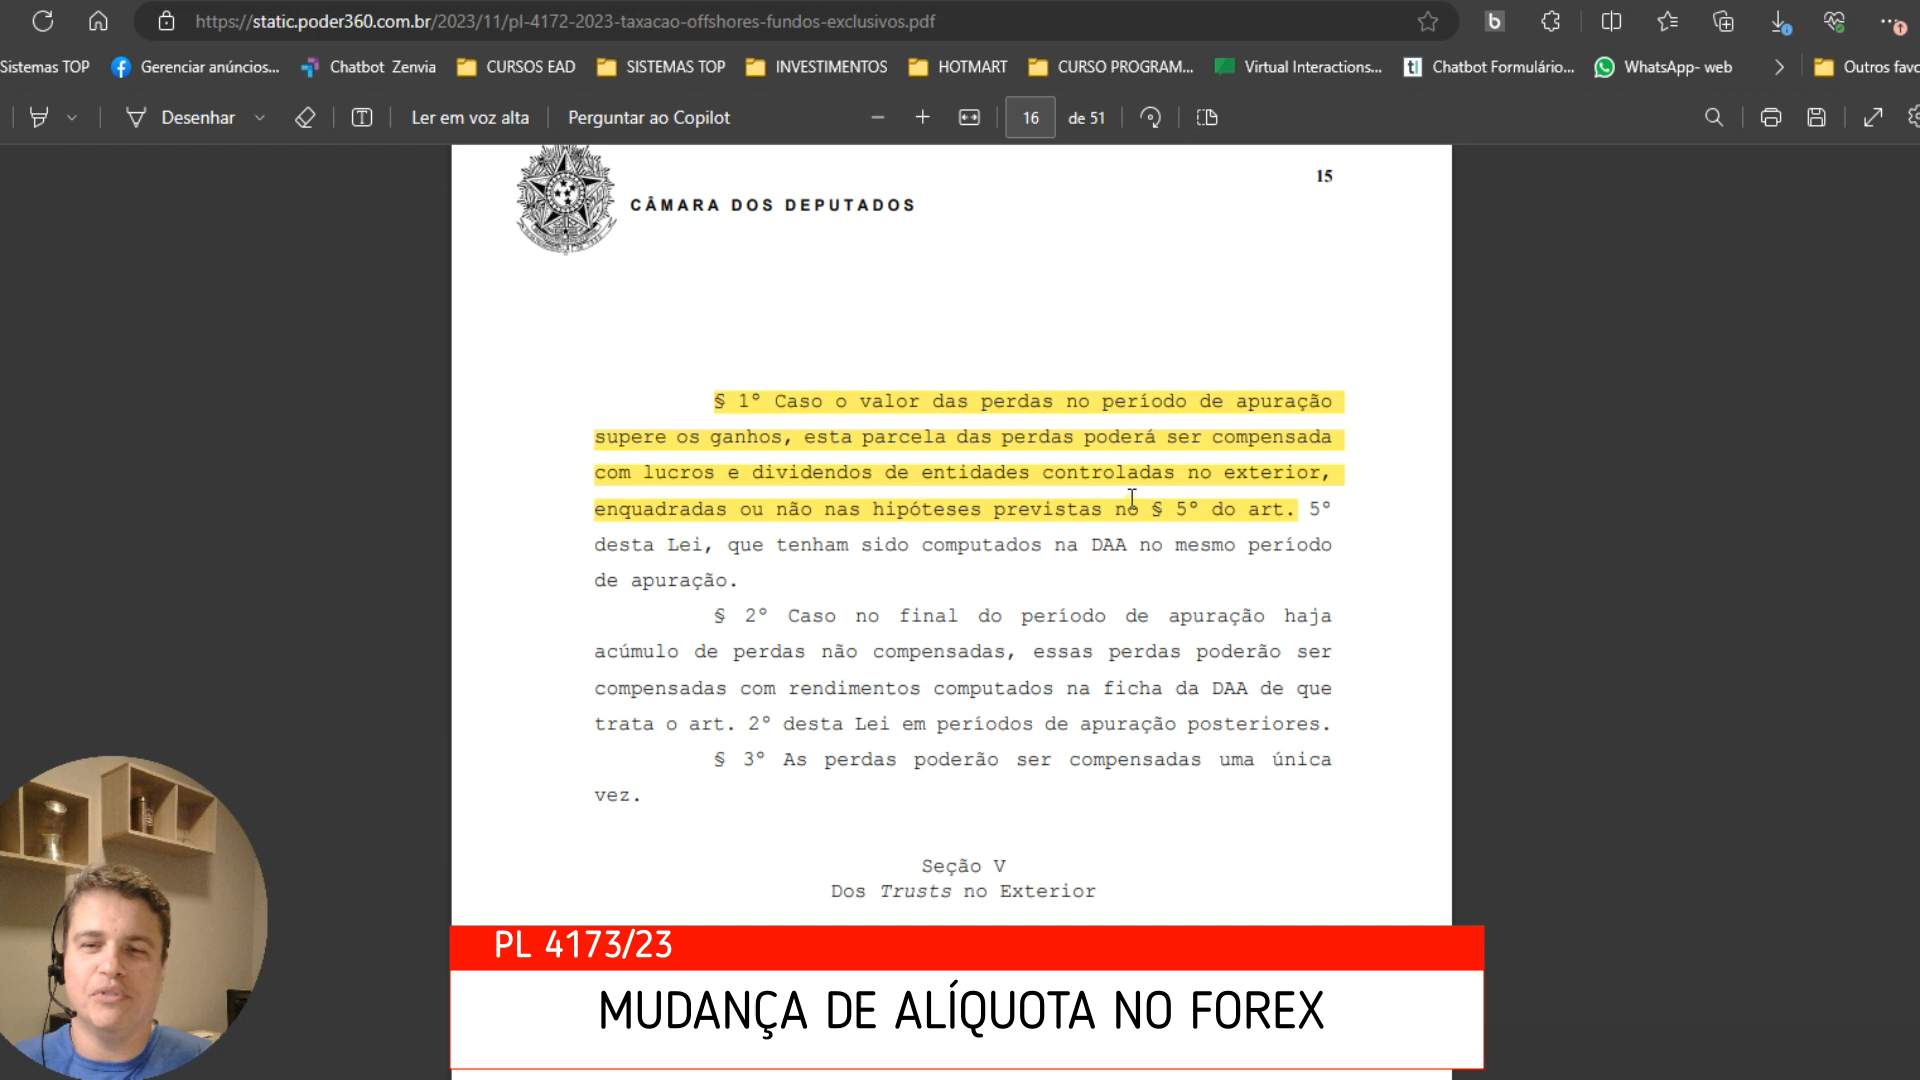 https://static.poder360.com.br/2023/11/pl-4172-2023-taxacao-offshores-fundos-exclusivos.pdf
Sistemas TOP
Gerenciar anúncios...
Chatbot Zenvia
CURSOS EAD
SISTEMAS TOP
INVESTIMENTOS
HOTMART
CURSO PROGRAM...
Virtual Interactions...
Chatbot Formulário...
WhatsApp- web
Outros favo
Desenhar
Ler em voz alta
Perguntar ao Copilot
16 de 51
15
CÂMARA DOS DEPUTADOS
§ 1º Caso o valor das perdas no período de apuração
supere os ganhos, esta parcela das perdas poderá ser compensada
com lucros e dividendos de entidades controladas no exterior,
enquadradas ou não nas hipóteses previstas no § 5º do art. 5º
desta Lei, que tenham sido computados na DAA no mesmo período
de apuração.
§ 2º Caso no final do período de apuração haja
acúmulo de perdas não compensadas, essas perdas poderão ser
compensadas com rendimentos computados na ficha da DAA de que
trata o art. 2º desta Lei em períodos de apuração posteriores.
§ 3º As perdas poderão ser compensadas uma única
vez.
Seção V
Dos Trusts no Exterior
PL 4173/23
MUDANÇA DE ALÍQUOTA NO FOREX